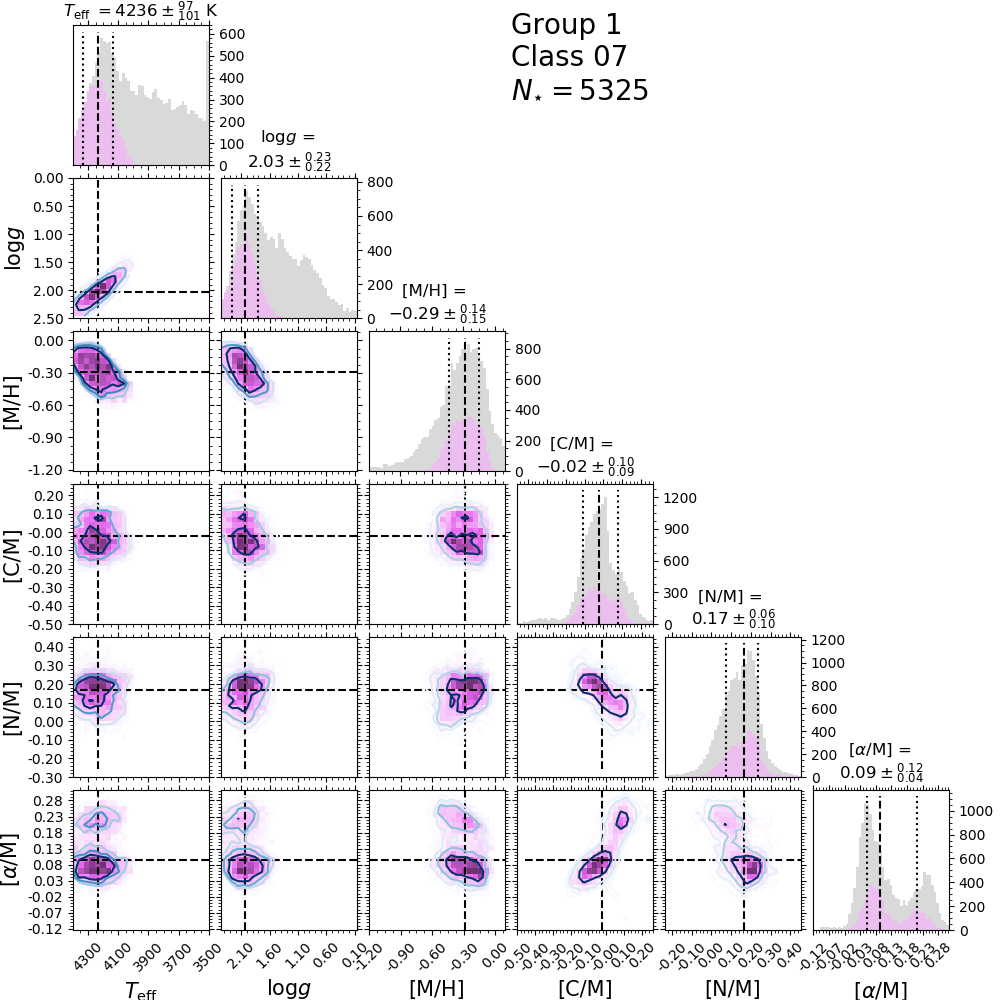 T_eff = 4236 ± 97 101 K
Group 1
Class 07
N⋆ = 5325
600
500
400
300
200
100
0
logg =
2.03 ± 0.23 0.22
0.00
0.50
1.00
1.50
2.00
2.50
logg
800
600
400
200
0
[M/H] =
−0.29 ± 0.14 0.15
0.00
-0.30
-0.60
-0.90
-1.20
[M/H]
800
600
400
200
0
[C/M] =
−0.02 ± 0.10 0.09
0.20
0.10
-0.00
-0.10
-0.20
-0.30
-0.40
-0.50
[C/M]
1200
900
600
300
0
[N/M] =
0.17 ± 0.06 0.10
0.40
0.30
0.20
0.10
0.00
-0.10
-0.20
-0.30
[N/M]
1200
1000
800
600
400
200
0
[α/M] =
0.09 ± 0.12 0.04
0.28
0.23
0.18
0.13
0.08
0.03
-0.02
-0.07
-0.12
[α/M]
1000
800
600
400
200
0
4300 4100 3900 3700 3500
2.10 1.60 1.10 0.60 0.10
-1.20 -0.90 -0.60 -0.30 0.00
-0.50 -0.40 -0.30 -0.20 -0.10 -0.00 0.10 0.20
-0.20 -0.10 0.00 0.10 0.20 0.30 0.40
-0.12 -0.07 -0.02 0.03 0.08 0.13 0.18 0.23 0.28
T_eff logg [M/H] [C/M] [N/M] [α/M]